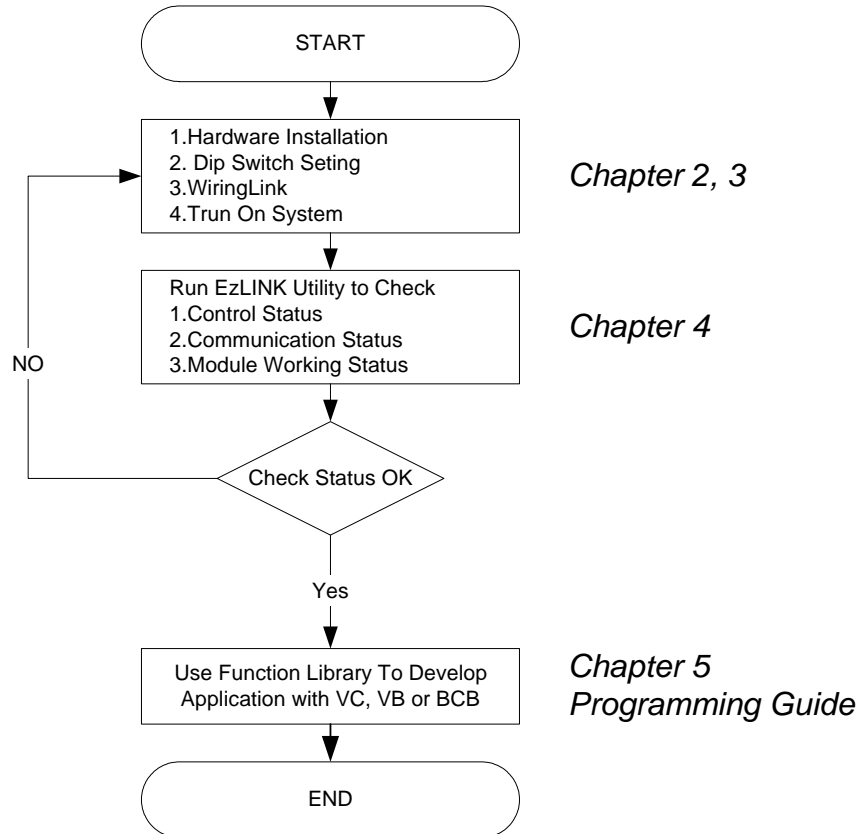 START
1.Hardware Installation
2. Dip Switch Seting
3.WiringLink
4.Trun On System
Chapter 2, 3
Run EzLINK Utility to Check
1.Control Status
2.Communication Status
3.Module Working Status
Chapter 4
NO
Check Status OK
Yes
Use Function Library To Develop
Application with VC, VB or BCB
Chapter 5
Programming Guide
END